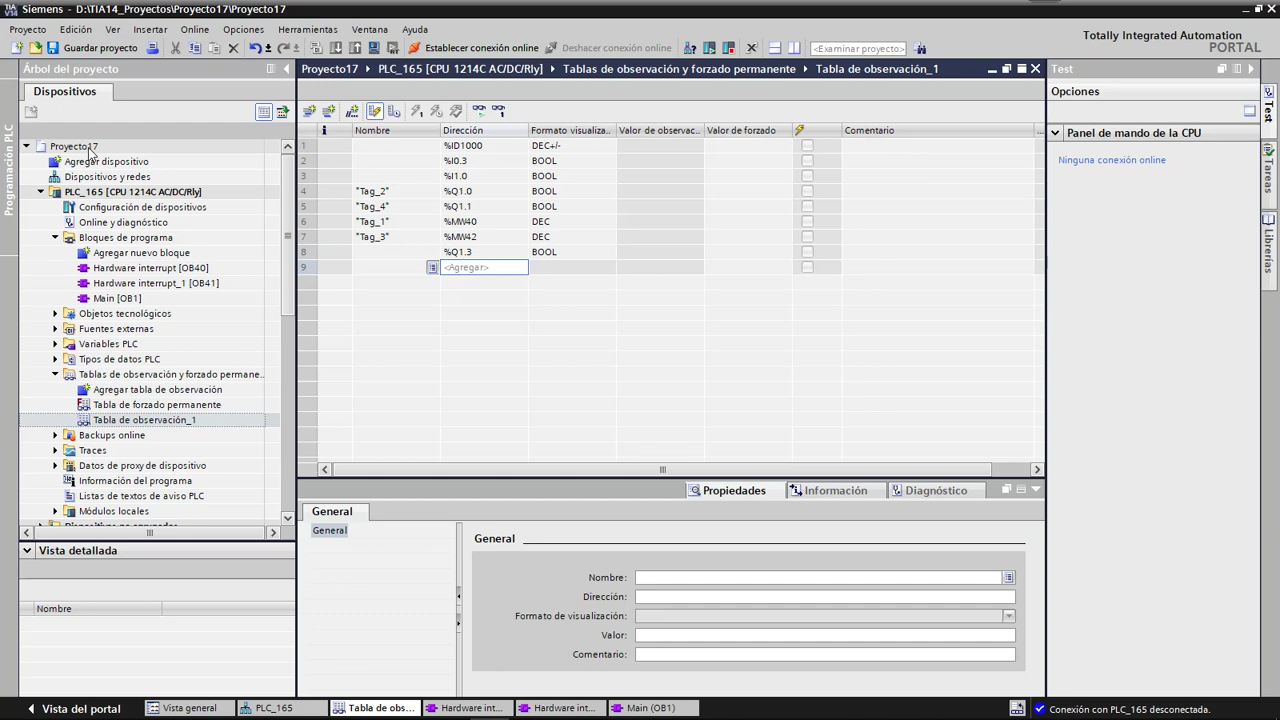 Siemens - D:\TIA14_Proyectos\Proyecto17\Proyecto17
Proyecto Edición Ver Insertar Online Opciones Herramientas Ventana Ayuda
Totally Integrated Automation
PORTAL
Guardar proyecto Establecer conexión online Deshacer conexión online <Examinar proyecto>
Árbol del proyecto
Proyecto17 PLC_165 [CPU 1214C AC/DC/Rly] Tablas de observación y forzado permanente Tabla de observación_1
Test
Dispositivos
Opciones
Programación PLC
Proyecto17
Agregar dispositivo
Dispositivos y redes
PLC_165 [CPU 1214C AC/DC/Rly]
Configuración de dispositivos
Online y diagnóstico
Bloques de programa
Agregar nuevo bloque
Hardware interrupt [OB40]
Hardware interrupt_1 [OB41]
Main [OB1]
Objetos tecnológicos
Fuentes externas
Variables PLC
Tipos de datos PLC
Tablas de observación y forzado permane..
Agregar tabla de observación
Tabla de forzado permanente
Tabla de observación_1
Backups online
Traces
Datos de proxy de dispositivo
Información del programa
Listas de textos de aviso PLC
Módulos locales
Vista detallada
Nombre
i Nombre Dirección Formato visualiza... Valor de observac.. Valor de forzado Comentario ...
1 %ID1000 DEC+/-
2 %I0.3 BOOL
3 %I1.0 BOOL
4 "Tag_2" %Q1.0 BOOL
5 "Tag_4" %Q1.1 BOOL
6 "Tag_1" %MW40 DEC
7 "Tag_3" %MW42 DEC
8 %Q1.3 BOOL
9 <Agregar>
Propiedades Información Diagnóstico
General
General
General
Nombre:
Dirección:
Formato de visualización:
Valor:
Comentario:
Panel de mando de la CPU
Ninguna conexión online
Test
Tareas
Librerías
Vista del portal Vista general PLC_165 Tabla de obs... Hardware int... Hardware int... Main (OB1) Conexión con PLC_165 desconectada.